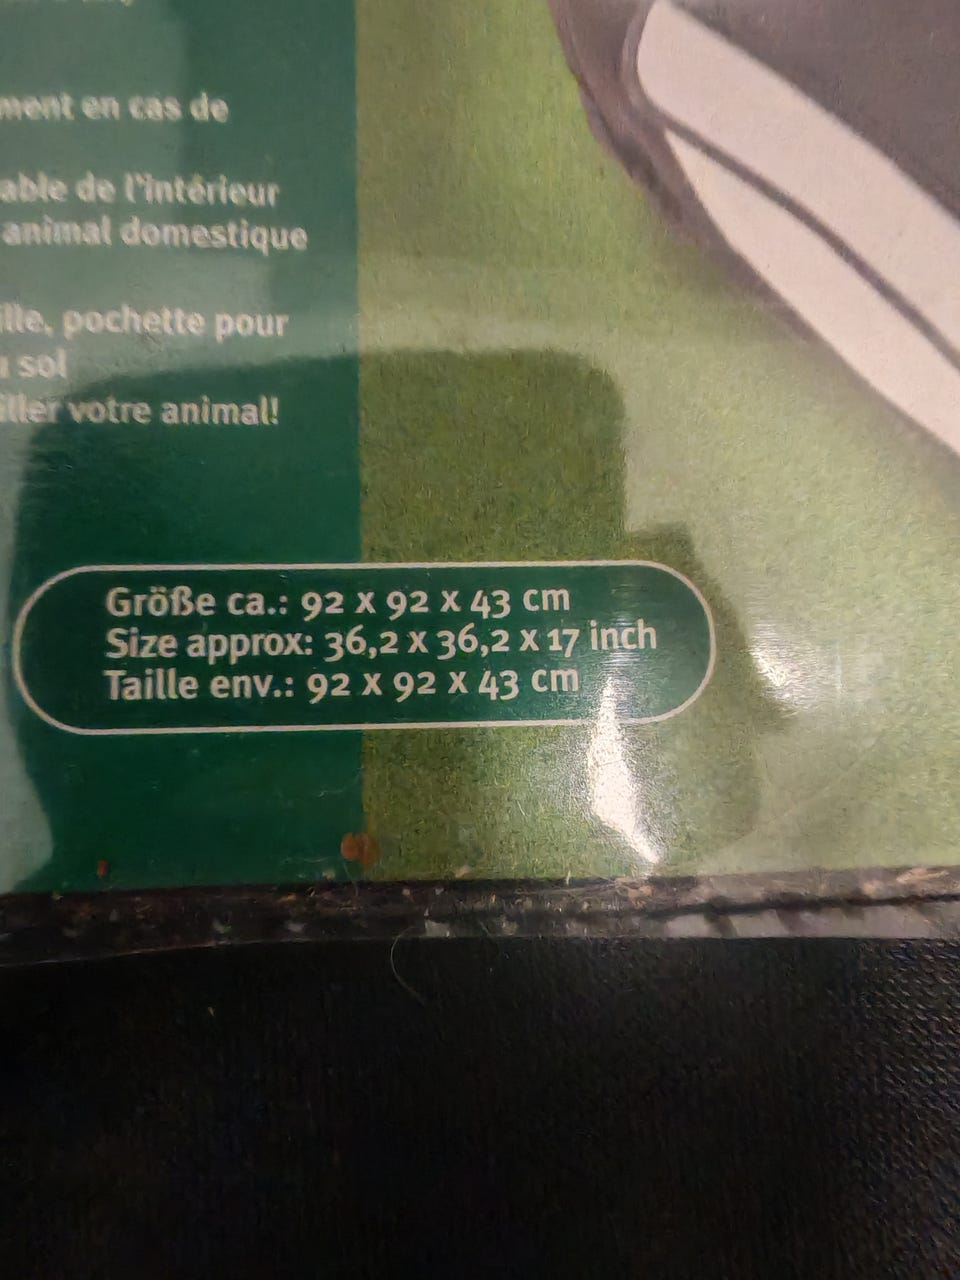 ment en cas de
able de l'intérieur
animal domestique
ille, pochette pour
sol
iller votre animal!
Größe ca.: 92 x 92 x 43 cm
Size approx: 36,2 x 36,2 x 17 inch
Taille env.: 92 x 92 x 43 cm